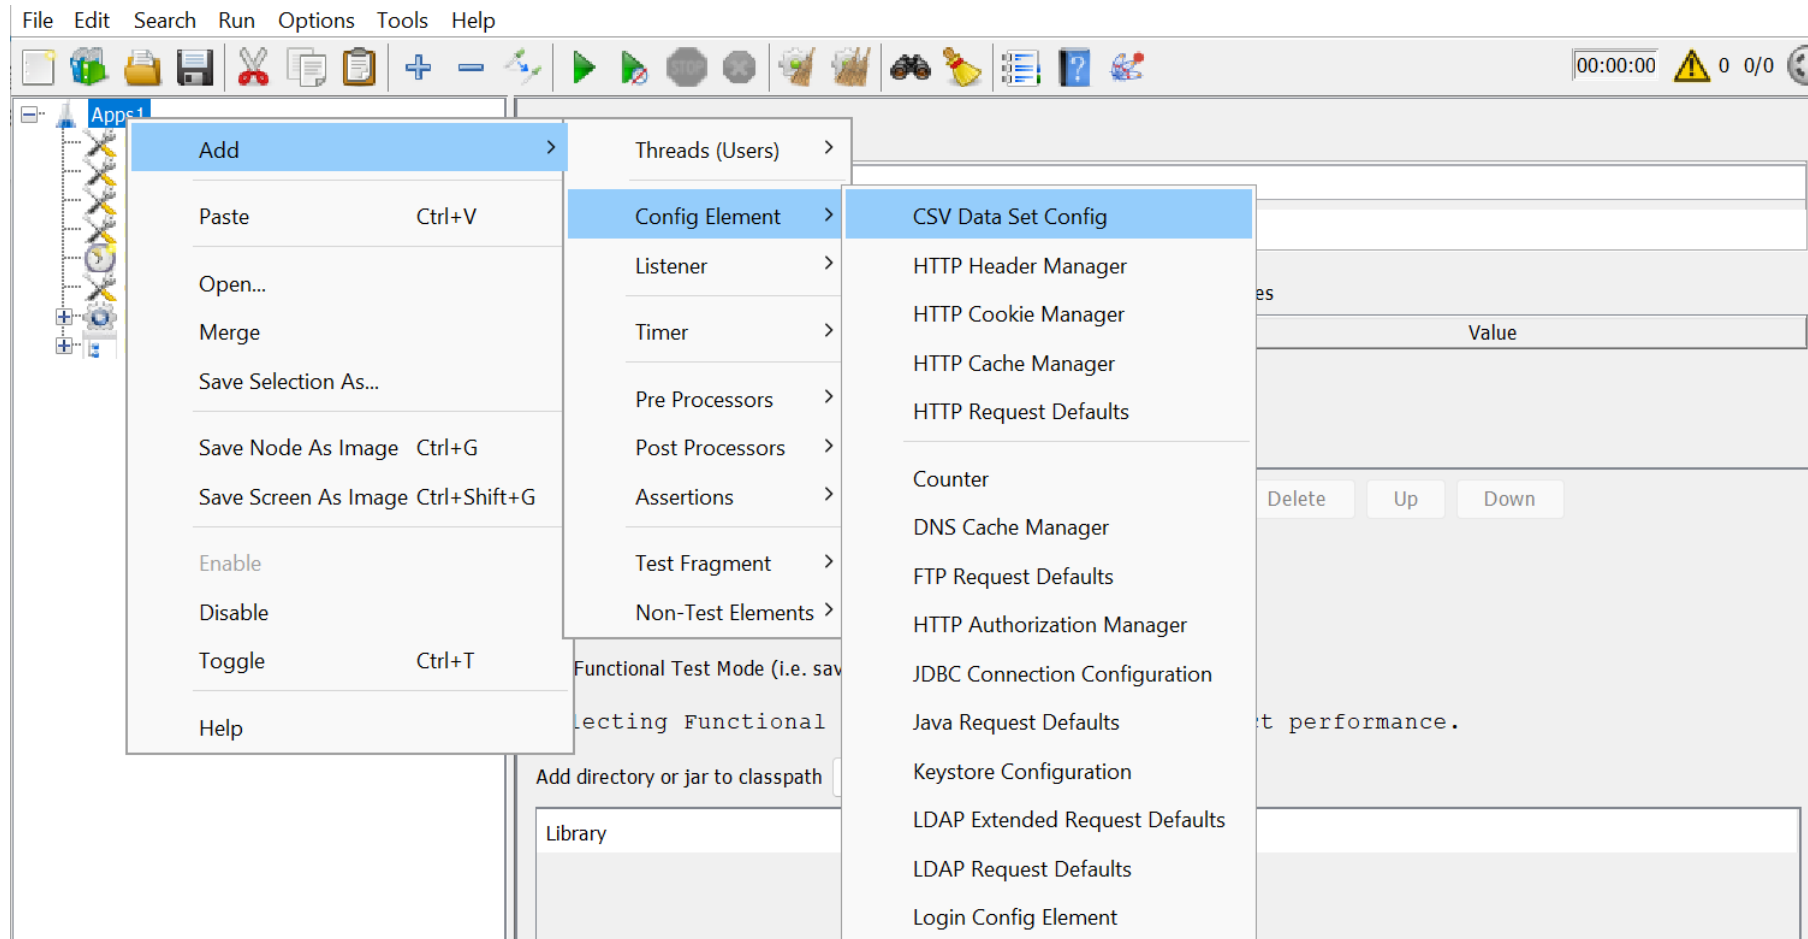 File Edit Search Run Options Tools Help
STOP
00:00:00 0 0/0
Apps1
Add
Paste Ctrl+V
Open...
Merge
Save Selection As...
Save Node As Image Ctrl+G
Save Screen As Image Ctrl+Shift+G
Enable
Disable
Toggle Ctrl+T
Help
Threads (Users)
Config Element
Listener
Timer
Pre Processors
Post Processors
Assertions
Test Fragment
Non-Test Elements
CSV Data Set Config
HTTP Header Manager
HTTP Cookie Manager
HTTP Cache Manager
HTTP Request Defaults
Counter
DNS Cache Manager
FTP Request Defaults
HTTP Authorization Manager
JDBC Connection Configuration
Java Request Defaults
Keystore Configuration
LDAP Extended Request Defaults
LDAP Request Defaults
Login Config Element
es
Value
Delete Up Down
Functional Test Mode (i.e. sav
lecting Functional ct performance.
Add directory or jar to classpath
Library